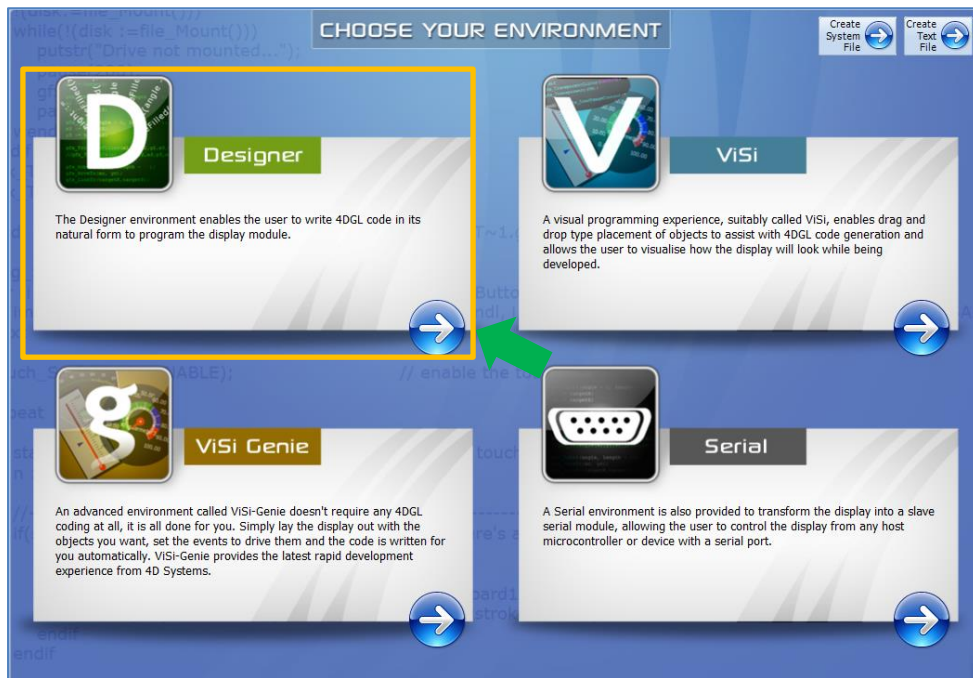 CHOOSE YOUR ENVIRONMENT
Create
System
File
Create
Text
File
D
Designer
The Designer environment enables the user to write 4DGL code in its
natural form to program the display module.
V
ViSi
A visual programming experience, suitably called ViSi, enables drag and
drop type placement of objects to assist with 4DGL code generation and
allows the user to visualise how the display will look while being
developed.
g
ViSi Genie
An advanced environment called ViSi-Genie doesn't require any 4DGL
coding at all, it is all done for you. Simply lay the display out with the
objects you want, set the events to drive them and the code is written for
you automatically. ViSi-Genie provides the latest rapid development
experience from 4D Systems.
Serial
A Serial environment is also provided to transform the display into a slave
serial module, allowing the user to control the display from any host
microcontroller or device with a serial port.
while(!(disk :=file_Mount()))
putstr("Drive not mounted...");
// enable the
endif
endif